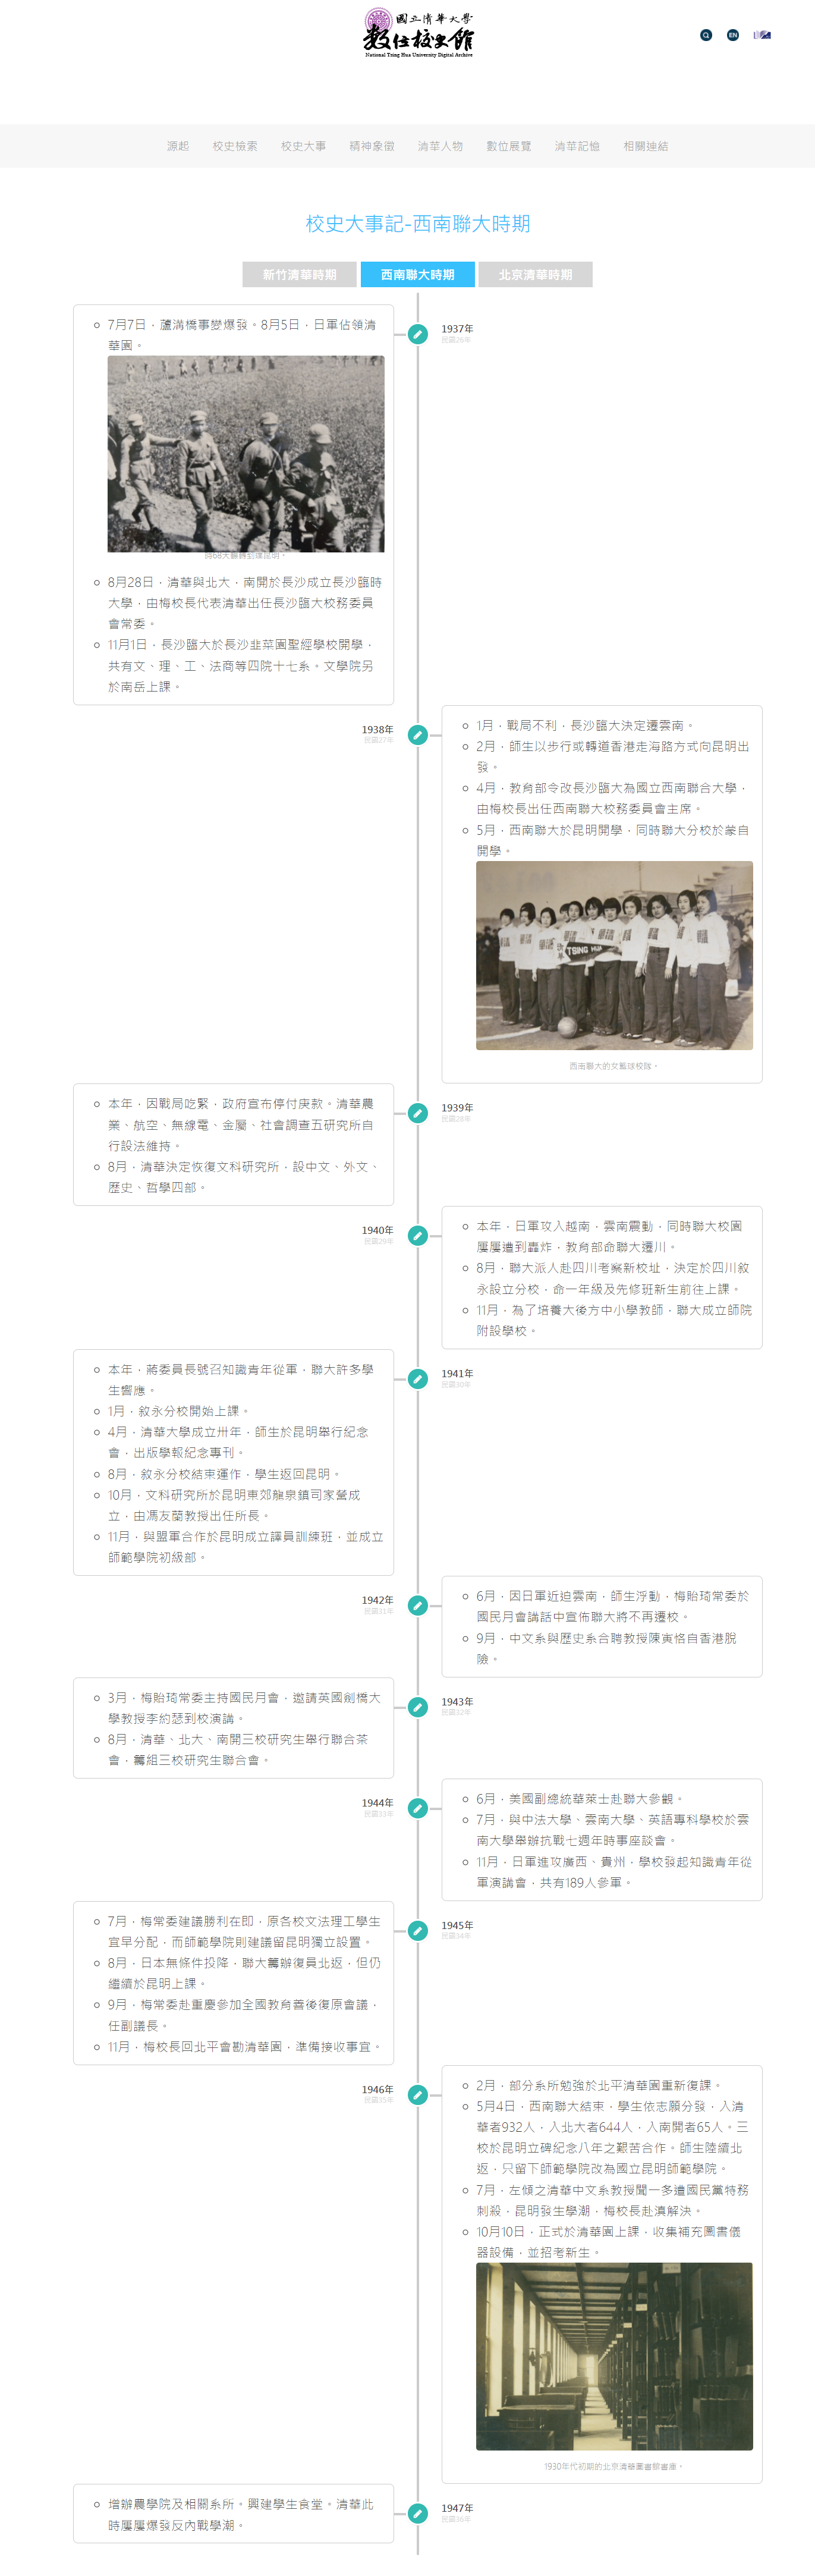 國立清華大學
數位校史館
National Tsing Hua University Digital Archive
EN
源起 校史檢索 校史大事 精神象徵 清華人物 數位展覽 清華記憶 相關連結
校史大事記-西南聯大時期
新竹清華時期 西南聯大時期 北京清華時期
1937年
民國26年
7月7日，蘆溝橋事變爆發。8月5日，日軍佔領清
華園。
8月28日，清華與北大，南開於長沙成立長沙臨時
大學，由梅校長代表清華出任長沙臨大校務委員
會常委。
11月1日，長沙臨大於長沙韭菜園聖經學校開學，
共有文、理、工、法商等四院十七系。文學院另
於南岳上課。
1938年
民國27年
1月，戰局不利，長沙臨大決定遷雲南。
2月，師生以步行或轉道香港走海路方式向昆明出
發。
4月，教育部令改長沙臨大為國立西南聯合大學，
由梅校長出任西南聯大校務委員會主席。
5月，西南聯大於昆明開學，同時聯大分校於蒙自
開學。
TSING HUA
西南聯大的女籃球校隊。
1939年
民國28年
本年，因戰局吃緊，政府宣布停付庚款。清華農
業、航空、無線電、金屬、社會調查五研究所自
行設法維持。
8月，清華決定恢復文科研究所，設中文、外文、
歷史、哲學四部。
1940年
民國29年
本年，日軍攻入越南，雲南震動，同時聯大校園
屢屢遭到轟炸，教育部命聯大遷川。
8月，聯大派人赴四川考察新校址，決定於四川敘
永設立分校，命一年級及先修班新生前往上課。
11月，為了培養大後方中小學教師，聯大成立師院
附設學校。
1941年
民國30年
本年，蔣委員長號召知識青年從軍，聯大許多學
生響應。
1月，敘永分校開始上課。
4月，清華大學成立卅年，師生於昆明舉行紀念
會，出版學報紀念專刊。
8月，敘永分校結束運作，學生返回昆明。
10月，文科研究所於昆明東郊龍泉鎮司家營成
立，由馮友蘭教授出任所長。
11月，與盟軍合作於昆明成立譯員訓練班，並成立
師範學院初級部。
1942年
民國31年
6月，因日軍近迫雲南，師生浮動，梅貽琦常委於
國民月會講話中宣佈聯大將不再遷校。
9月，中文系與歷史系合聘教授陳寅恪自香港脫
險。
1943年
民國32年
3月，梅貽琦常委主持國民月會，邀請英國劍橋大
學教授李約瑟到校演講。
8月，清華、北大、南開三校研究生舉行聯合茶
會，籌組三校研究生聯合會。
1944年
民國33年
6月，美國副總統華萊士赴聯大參觀。
7月，與中法大學、雲南大學、英語專科學校於雲
南大學舉辦抗戰七週年時事座談會。
11月，日軍進攻廣西、貴州，學校發起知識青年從
軍演講會，共有189人參軍。
1945年
民國34年
7月，梅常委建議勝利在即，原各校文法理工學生
宜早分配，而師範學院則建議留昆明獨立設置。
8月，日本無條件投降，聯大籌辦復員北返，但仍
繼續於昆明上課。
9月，梅常委赴重慶參加全國教育善後復原會議，
任副議長。
11月，梅校長回北平會勘清華園，準備接收事宜。
1946年
民國35年
2月，部分系所勉強於北平清華園重新復課。
5月4日，西南聯大結束，學生依志願分發，入清
華者932人，入北大者644人，入南開者65人。三
校於昆明立碑紀念八年之艱苦合作。師生陸續北
返，只留下師範學院改為國立昆明師範學院。
7月，左傾之清華中文系教授聞一多遭國民黨特務
刺殺，昆明發生學潮，梅校長赴滇解決。
10月10日，正式於清華園上課，收集補充圖書儀
器設備，並招考新生。
1930年代初期的北京清華圖書館書庫。
1947年
民國36年
增辦農學院及相關系所。興建學生食堂。清華此
時屢屢爆發反內戰學潮。